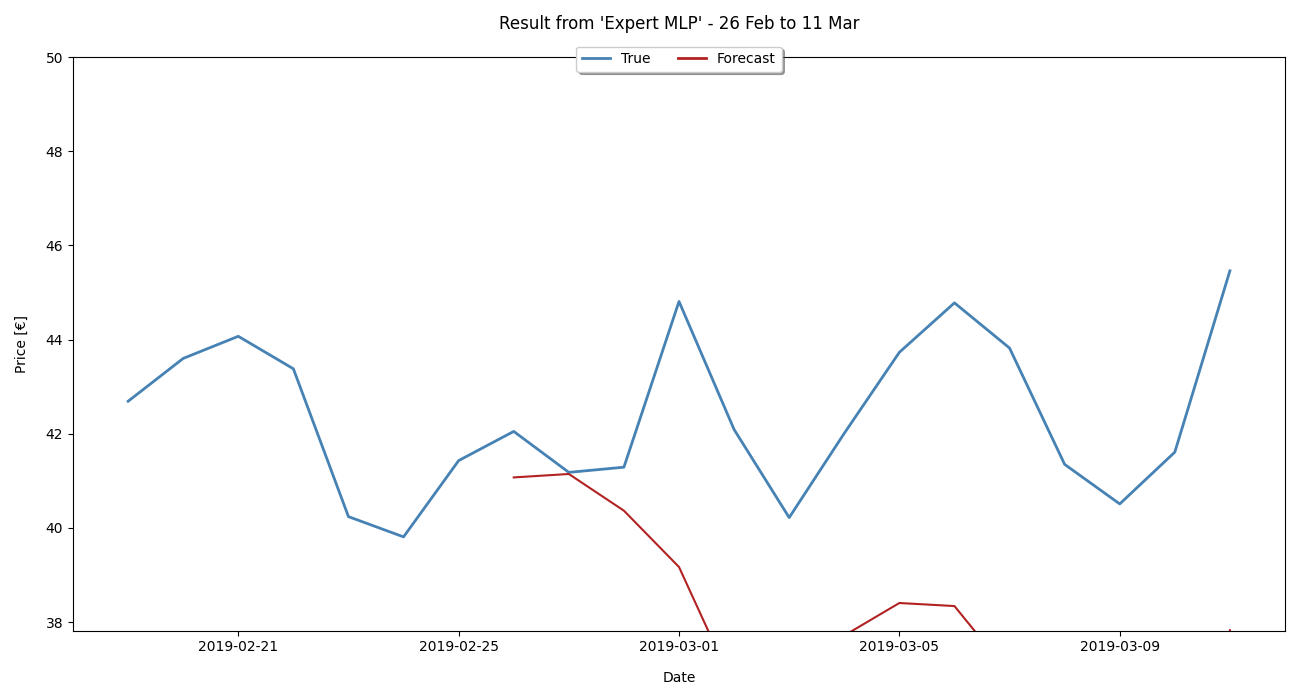 Result from 'Expert MLP' - 26 Feb to 11 Mar
True Forecast
50
48
46
44
42
40
38
Price [€]
2019-02-21 2019-02-25 2019-03-01 2019-03-05 2019-03-09
Date